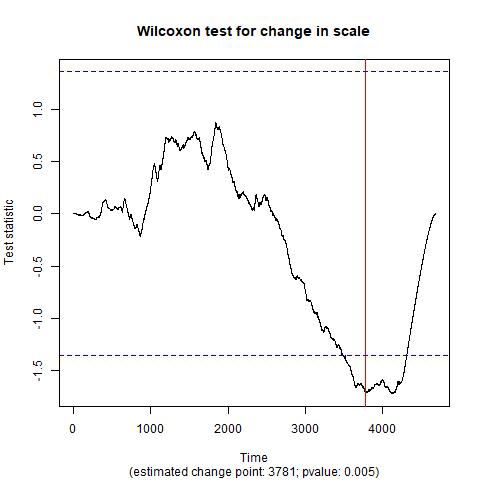 Wilcoxon test for change in scale
Test statistic
1.0
0.5
0.0
-0.5
-1.0
-1.5
0
1000
2000
3000
4000
Time
(estimated change point: 3781; pvalue: 0.005)